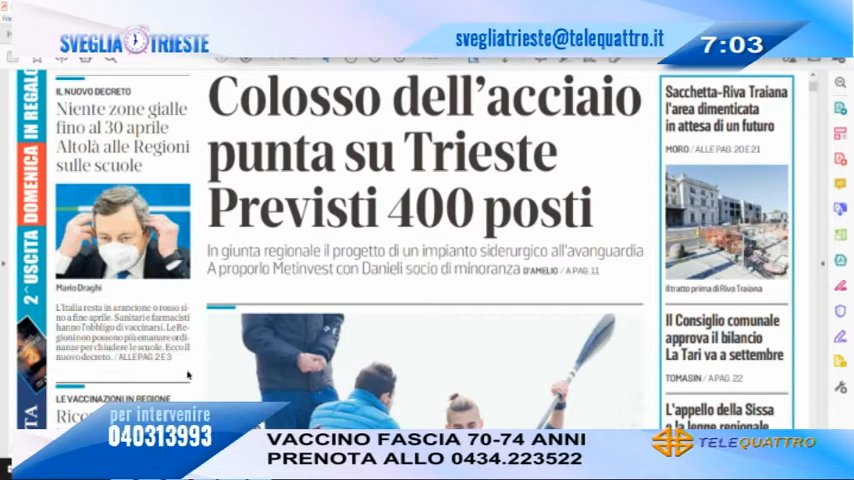 SVEGLIA TRIESTE
svegliatrieste@telequattro.it
7:03
2^ USCITA DOMENICA IN REGALO
IL NUOVO DECRETO
Niente zone gialle
fino al 30 aprile
Altolà alle Regioni
sulle scuole
Mario Draghi
L'Italia resta in arancione o rosso si-
no a fine aprile. Sanitari e farmacisti
hanno l'obbligo di vaccinarsi. Le Re-
gioni non possono più emanare ordi-
nanze per chiudere le scuole. Ecco il
nuovo decreto. / ALLE PAG. 2 E 3
LE VACCINAZIONI IN REGIONE
Colosso dell'acciaio
punta su Trieste
Previsti 400 posti
In giunta regionale il progetto di un impianto siderurgico all'avanguardia
A proporlo Metinvest con Danieli socio di minoranza D'AMELIO / A PAG. 11
Sacchetta-Riva Traiana
l'area dimenticata
in attesa di un futuro
MORO / ALLE PAG. 20 E 21
Il tratto prima di Riva Traiana
Il Consiglio comunale
approva il bilancio
La Tari va a settembre
TOMASIN / A PAG. 22
L'appello della Sissa
a la legge regionale
per intervenire
040313993
VACCINO FASCIA 70-74 ANNI
PRENOTA ALLO 0434.223522
TELEQUATTRO